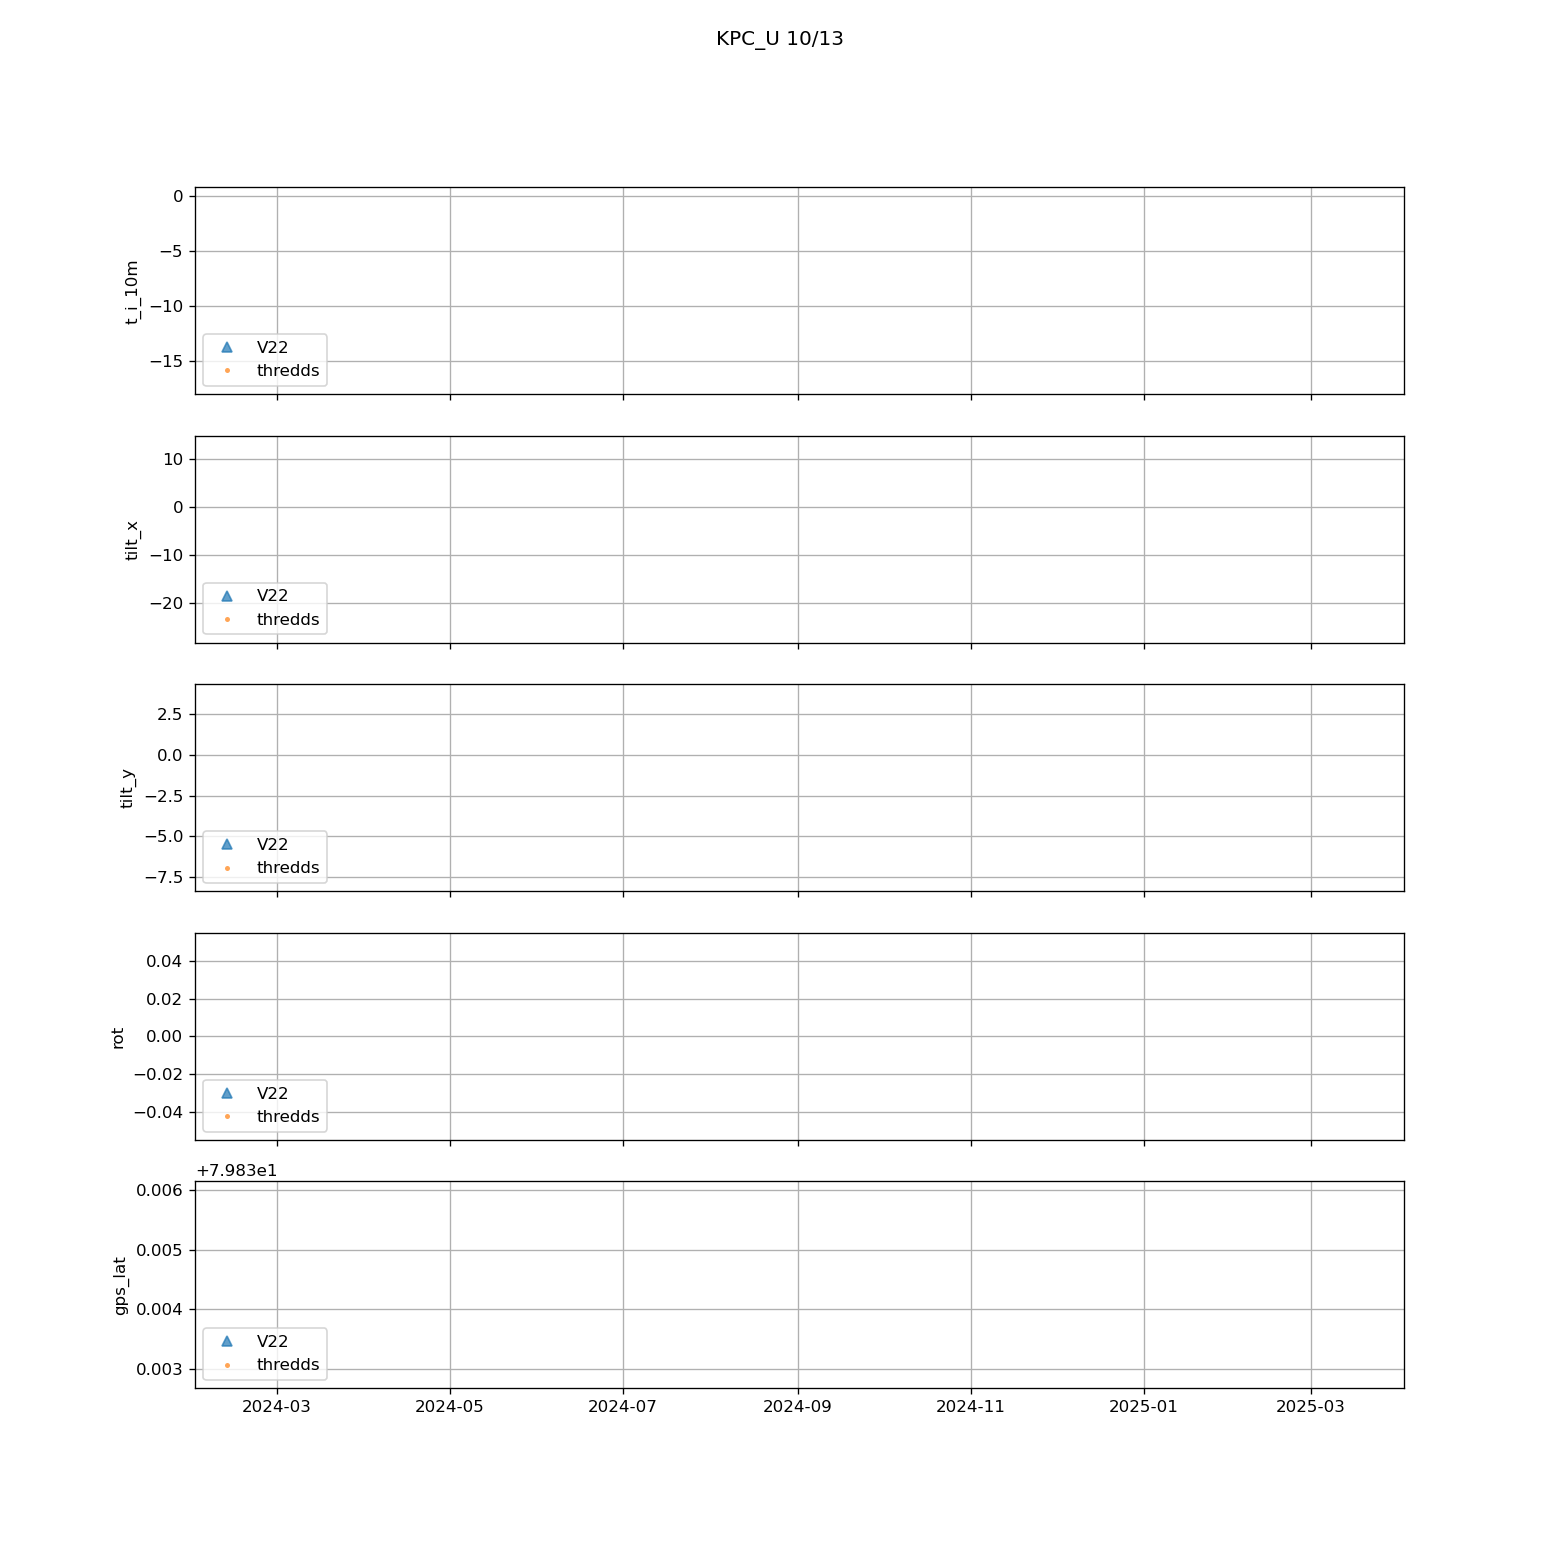 KPC_U 10/13
0
−5
−10
−15
t_i_10m
V22
thredds
10
0
−10
−20
tilt_x
V22
thredds
2.5
0.0
−2.5
−5.0
−7.5
tilt_y
V22
thredds
0.04
0.02
0.00
−0.02
−0.04
rot
V22
thredds
+7.983e1
0.006
0.005
0.004
0.003
gps_lat
V22
thredds
2024-03 2024-05 2024-07 2024-09 2024-11 2025-01 2025-03